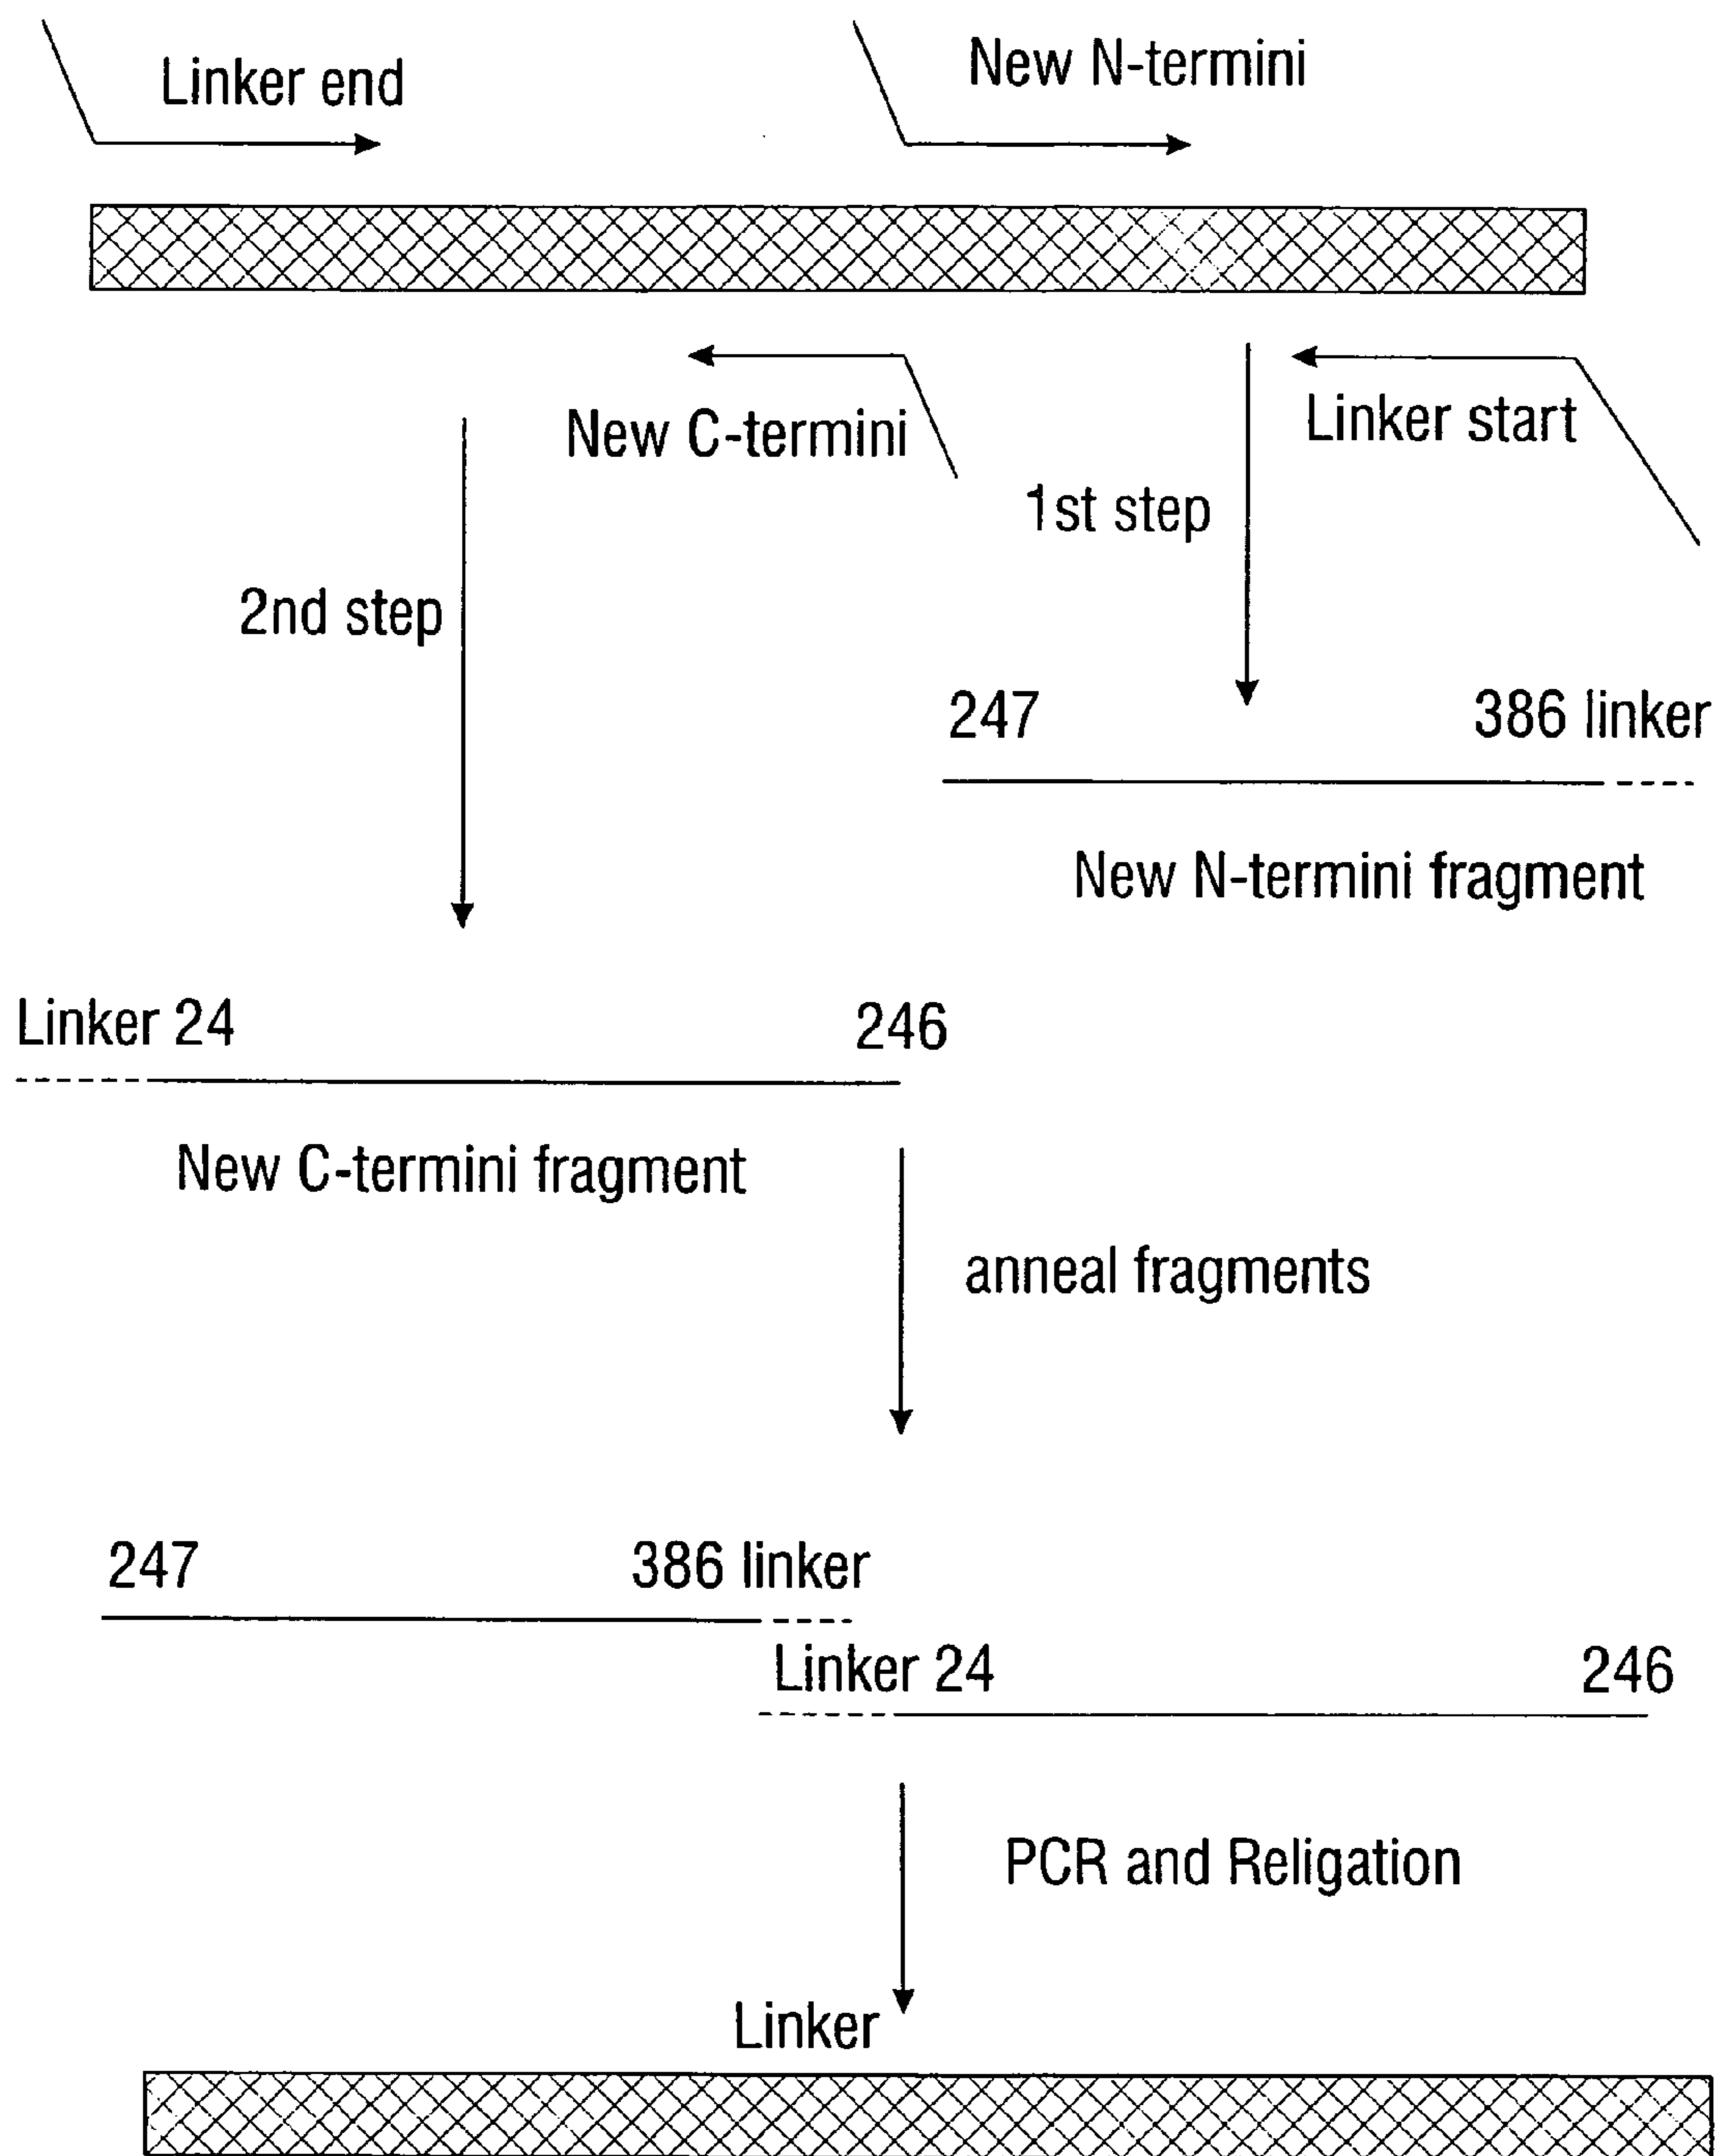 Linker end
New N-termini
New C-termini
Linker start
1st step
2nd step
247
386 linker
New N-termini fragment
Linker 24
246
New C-termini fragment
anneal fragments
247
386 linker
Linker 24
246
PCR and Religation
Linker